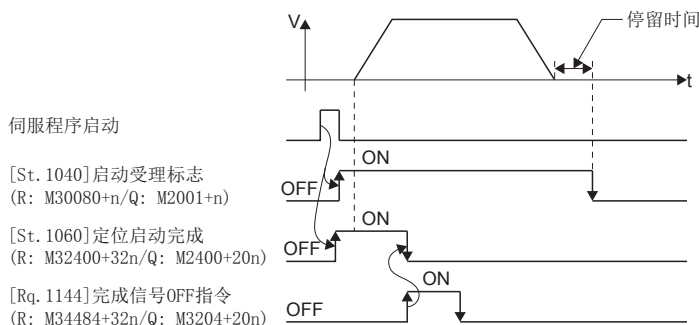 V
停留时间
t
伺服程序启动
[St.1040]启动受理标志
(R: M30080+n/Q: M2001+n)
OFF
ON
[St.1060]定位启动完成
(R: M32400+32n/Q: M2400+20n)
OFF
ON
[Rq.1144]完成信号OFF指令
(R: M34484+32n/Q: M3204+20n)
OFF
ON